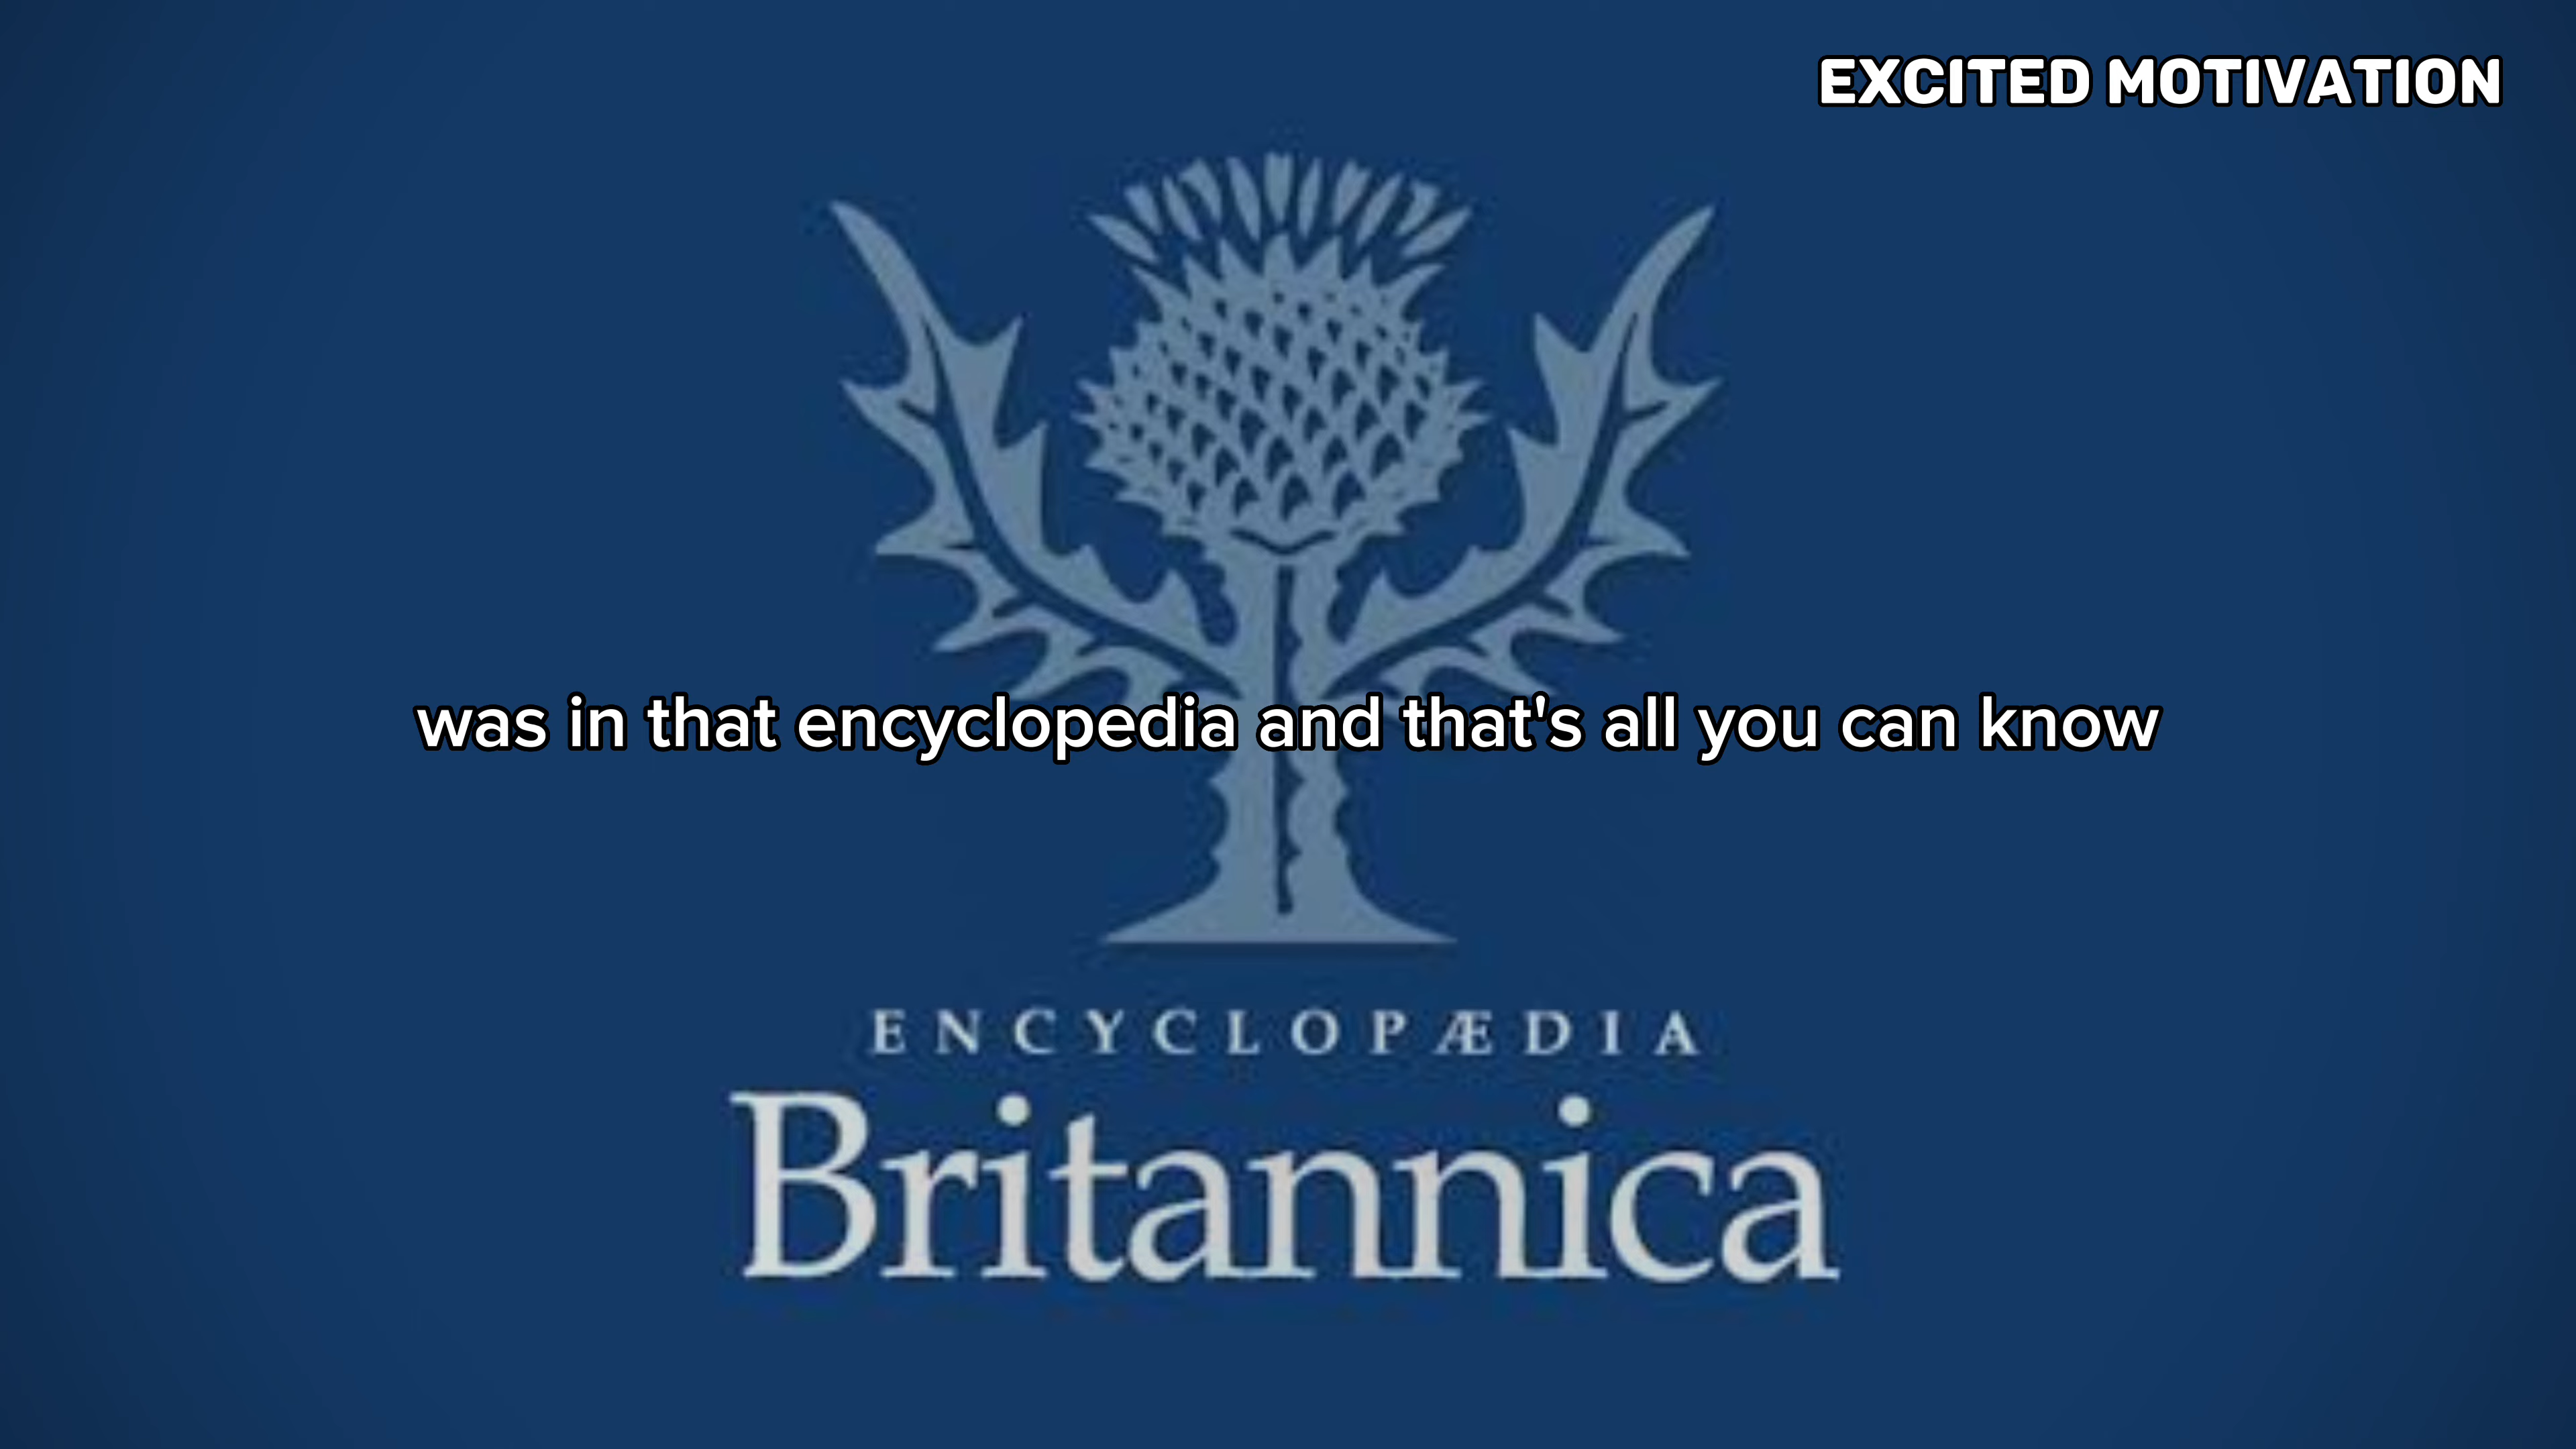 EXCITED MOTIVATION
was in that encyclopedia and that's all you can know
ENCYCLOPÆDIA
Britannica